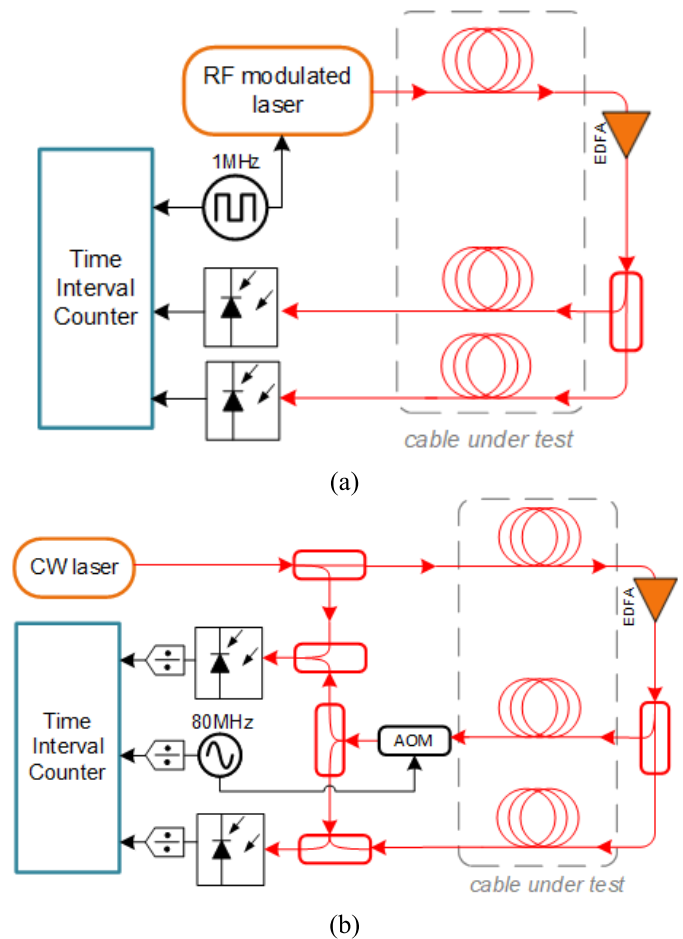 RF modulated
laser
EDFA
1MHz
Time
Interval
Counter
cable under test
(a)
CW laser
EDFA
80MHz
AOM
Time
Interval
Counter
÷
÷
÷
cable under test
(b)